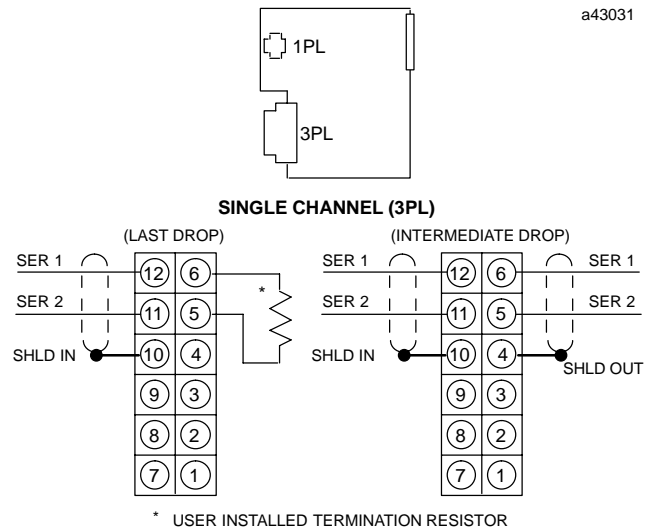 a43031
1PL
3PL
SINGLE CHANNEL (3PL)
(LAST DROP) (INTERMEDIATE DROP)
SER 1 12 6 * SER 1 12 6 SER 1
SER 2 11 5 SER 2 11 5 SER 2
SHLD IN 10 4 SHLD IN 10 4 SHLD OUT
9 3 9 3
8 2 8 2
7 1 7 1
* USER INSTALLED TERMINATION RESISTOR